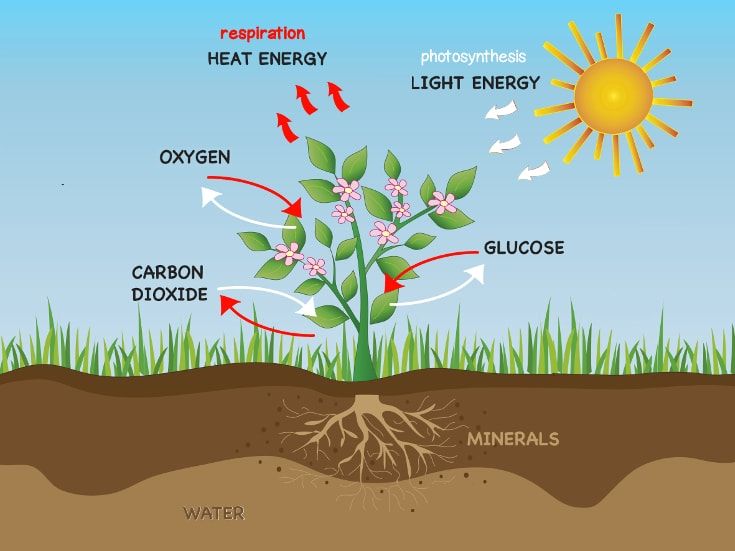 respiration
HEAT ENERGY
photosynthesis
LIGHT ENERGY
OXYGEN
GLUCOSE
CARBON
DIOXIDE
MINERALS
WATER